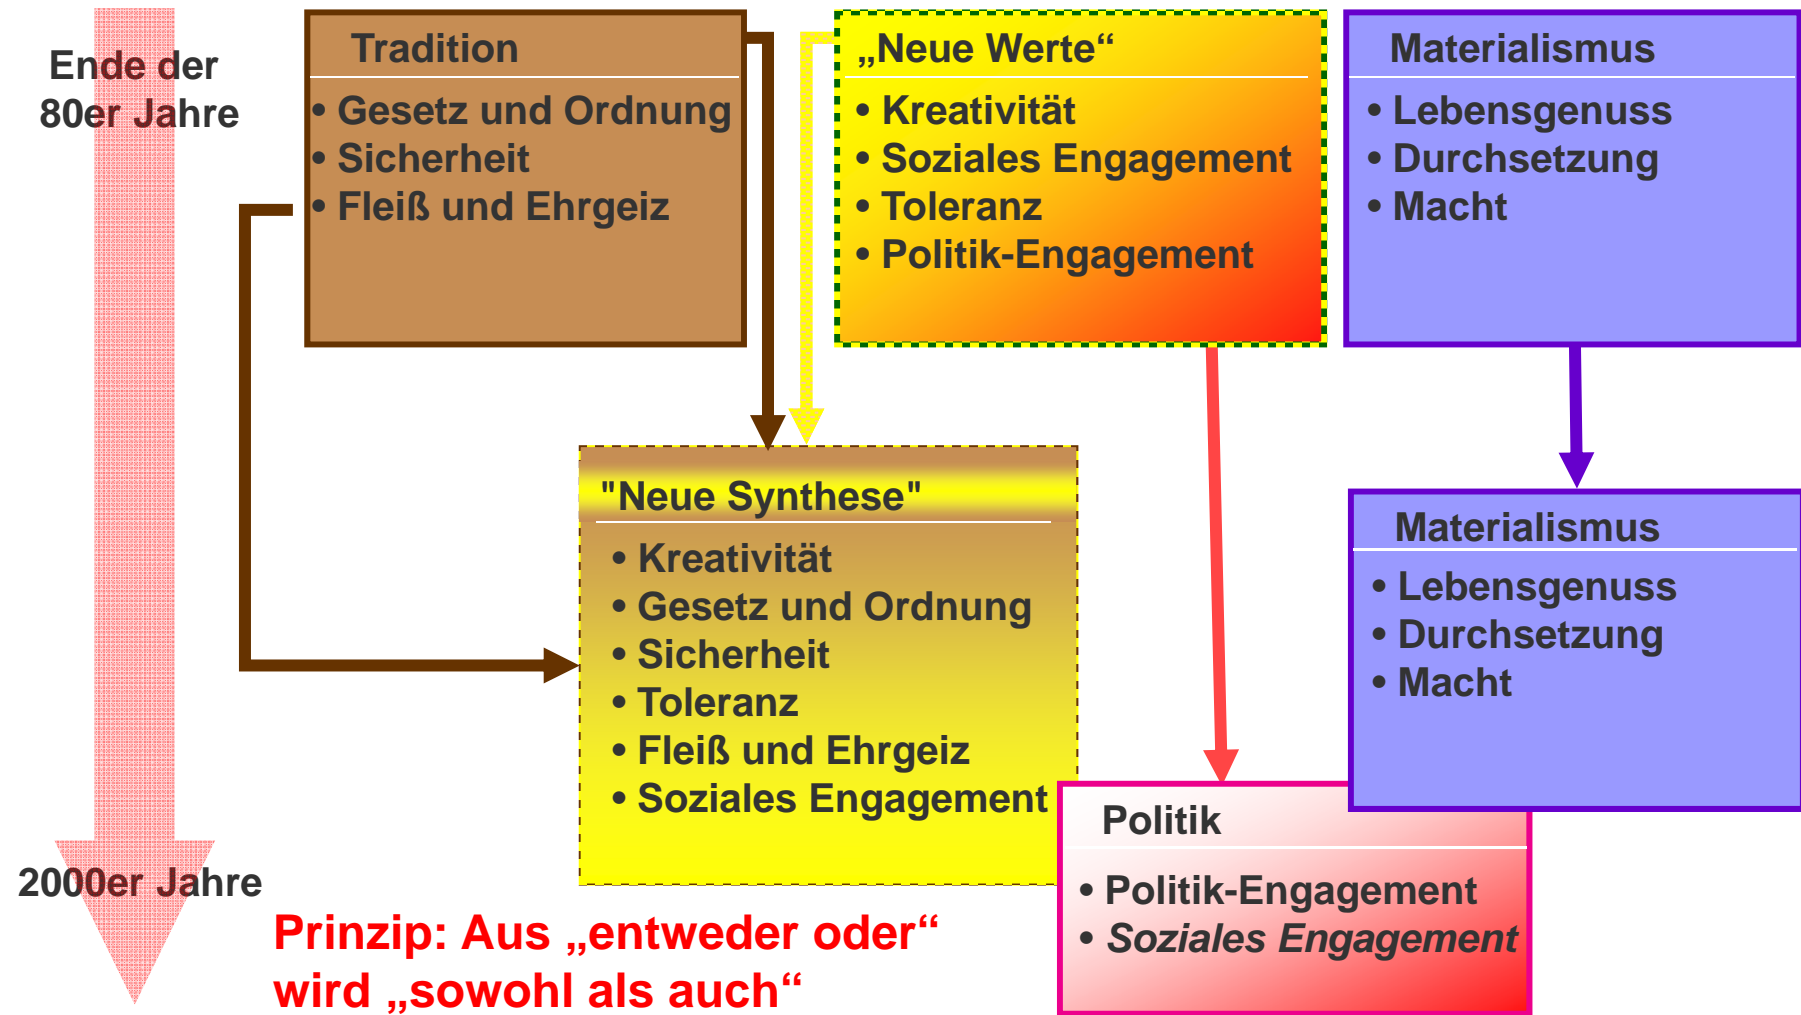 Ende der
80er Jahre
Tradition
• Gesetz und Ordnung
• Sicherheit
• Fleiß und Ehrgeiz
„Neue Werte“
• Kreativität
• Soziales Engagement
• Toleranz
• Politik-Engagement
Materialismus
• Lebensgenuss
• Durchsetzung
• Macht
"Neue Synthese"
• Kreativität
• Gesetz und Ordnung
• Sicherheit
• Toleranz
• Fleiß und Ehrgeiz
• Soziales Engagement
Materialismus
• Lebensgenuss
• Durchsetzung
• Macht
Politik
• Politik-Engagement
• Soziales Engagement
2000er Jahre
Prinzip: Aus „entweder oder“
wird „sowohl als auch“